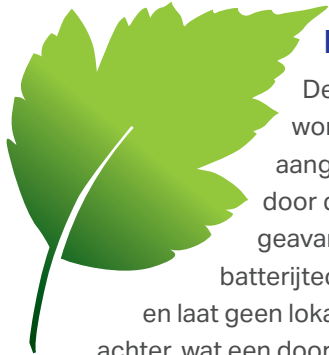 De
wor
aang
door d
geavan
batterijtec
en laat geen loka
achter, wat een door